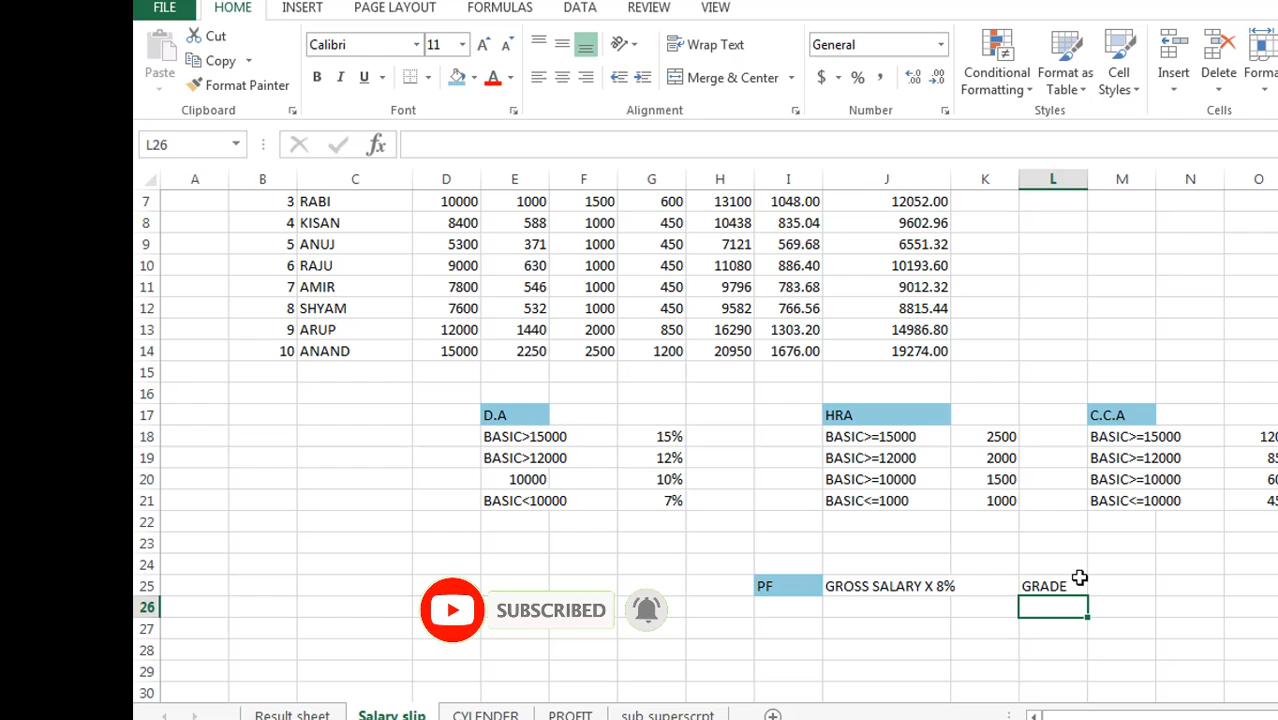 FILE HOME INSERT PAGE LAYOUT FORMULAS DATA REVIEW VIEW
Cut
Calibri 11 Wrap Text General
Copy
Paste Format Painter B I U Merge & Center $ % , Conditional Formatting Format as Table Cell Styles Insert Delete Forma
Clipboard Font Alignment Number Styles Cells
L26 fx
A B C D E F G H I J K L M N O
7 3 RABI 10000 1000 1500 600 13100 1048.00 12052.00
8 4 KISAN 8400 588 1000 450 10438 835.04 9602.96
9 5 ANUJ 5300 371 1000 450 7121 569.68 6551.32
10 6 RAJU 9000 630 1000 450 11080 886.40 10193.60
11 7 AMIR 7800 546 1000 450 9796 783.68 9012.32
12 8 SHYAM 7600 532 1000 450 9582 766.56 8815.44
13 9 ARUP 12000 1440 2000 850 16290 1303.20 14986.80
14 10 ANAND 15000 2250 2500 1200 20950 1676.00 19274.00
15
16
17 D.A HRA C.C.A
18 BASIC>15000 15% BASIC>=15000 2500 BASIC>=15000 120
19 BASIC>12000 12% BASIC>=12000 2000 BASIC>=12000 85
20 10000 10% BASIC>=10000 1500 BASIC>=10000 60
21 BASIC<10000 7% BASIC<=1000 1000 BASIC<=10000 45
22
23
24
25 PF GROSS SALARY X 8% GRADE
26 SUBSCRIBED
27
28
29
30
Result sheet Salary slip CYLENDER PROFIT sub superscrpt